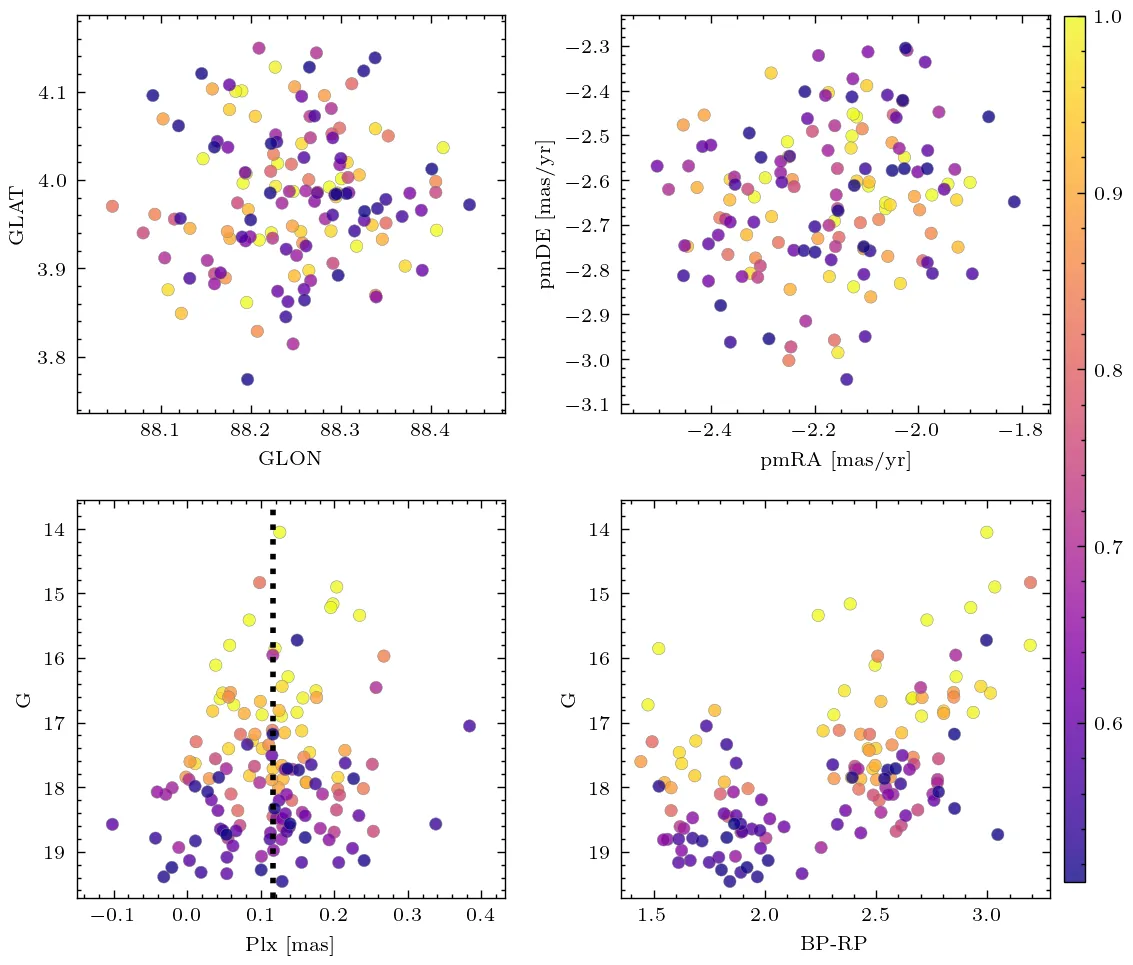 4.1
4.0
3.9
3.8
GLAT
88.1 88.2 88.3 88.4
GLON
−2.3
−2.4
−2.5
−2.6
−2.7
−2.8
−2.9
−3.0
−3.1
pmDE [mas/yr]
−2.4 −2.2 −2.0 −1.8
pmRA [mas/yr]
1.0
0.9
0.8
0.7
0.6
14
15
16
17
18
19
G
−0.1 0.0 0.1 0.2 0.3 0.4
Plx [mas]
14
15
16
17
18
19
G
1.5 2.0 2.5 3.0
BP-RP